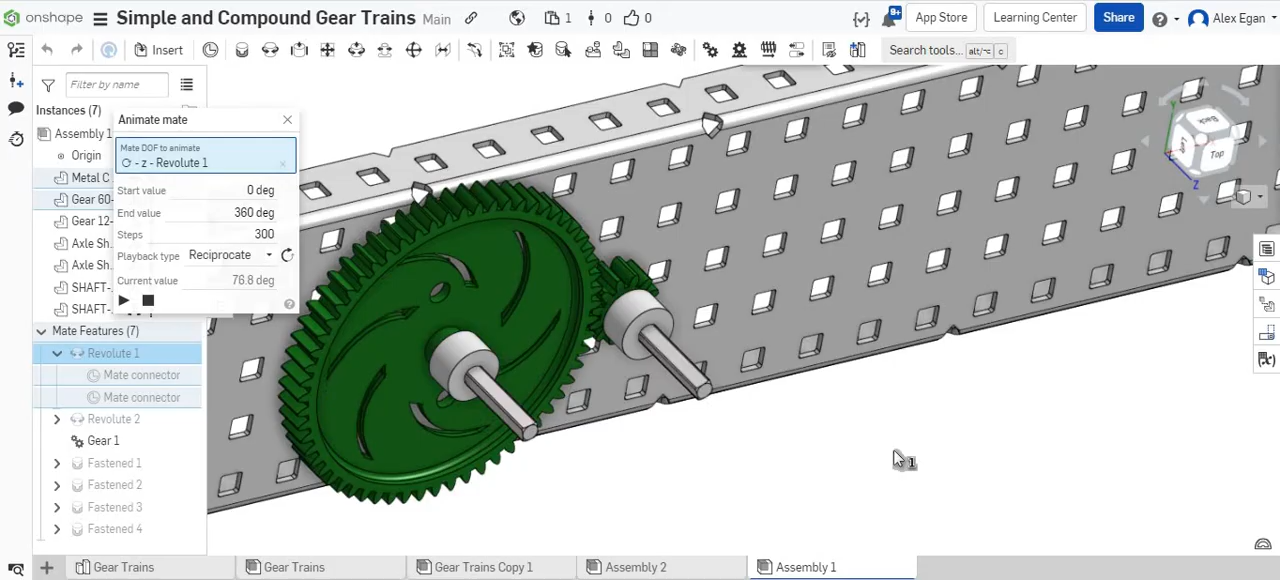 onshape
Simple and Compound Gear Trains Main
1
0
0
9+
App Store
Learning Center
Share
Alex Egan
Insert
Search tools... alt/⌥ c
Filter by name
Instances (7)
Assembly 1
Origin
Metal C
Gear 60-
Gear 12-
Axle Sh.
Axle Sh.
SHAFT-
SHAFT-
Animate mate
Mate DOF to animate
- z - Revolute 1
Start value 0 deg
End value 360 deg
Steps 300
Playback type Reciprocate
Current value 76.8 deg
Mate Features (7)
Revolute 1
Mate connector
Mate connector
Revolute 2
Gear 1
Fastened 1
Fastened 2
Fastened 3
Fastened 4
Back
Top
Y
Z
1
Gear Trains
Gear Trains
Gear Trains Copy 1
Assembly 2
Assembly 1